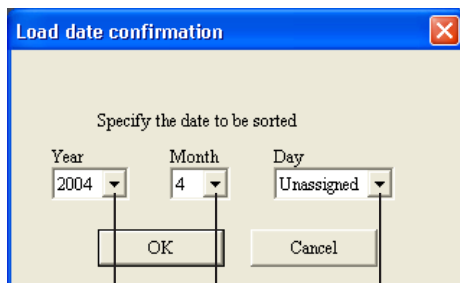 Load date confirmation
Specify the date to be sorted
Year Month Day
2004 4 Unassigned
OK Cancel